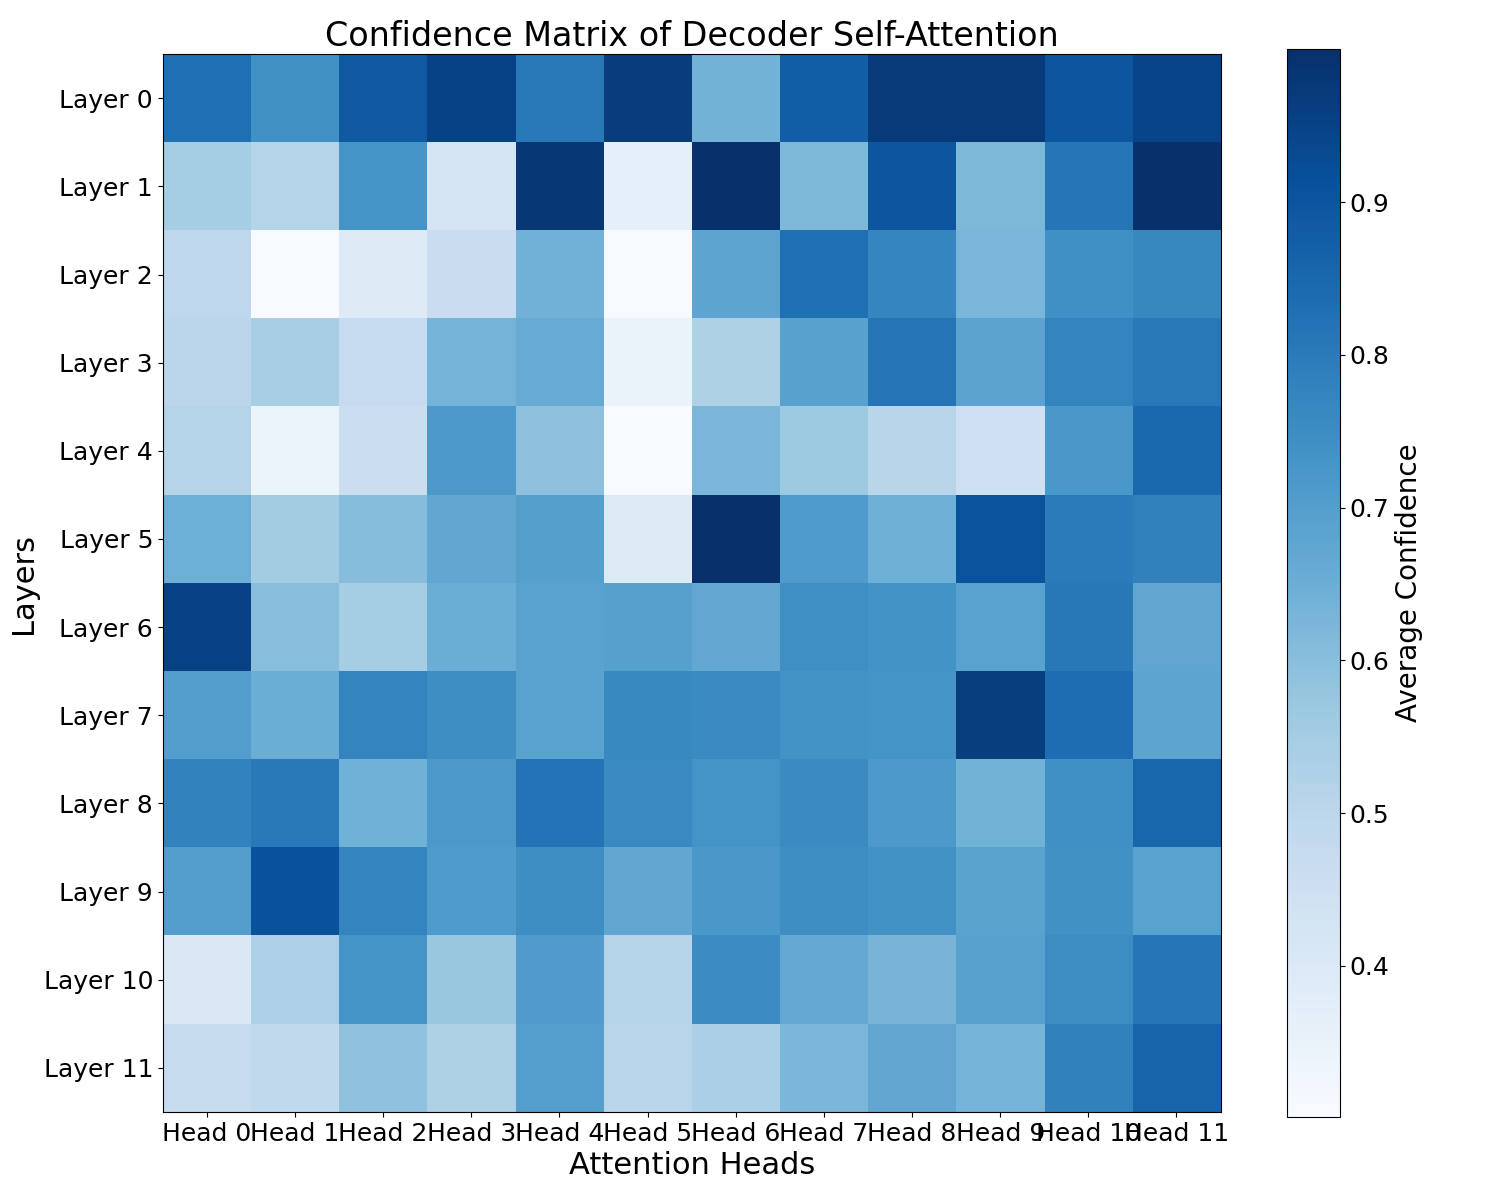 Confidence Matrix of Decoder Self-Attention
Layer 0
Layer 1
Layer 2
Layer 3
Layer 4
Layer 5
Layer 6
Layer 7
Layer 8
Layer 9
Layer 10
Layer 11
Layers
Head 0 Head 1 Head 2 Head 3 Head 4 Head 5 Head 6 Head 7 Head 8 Head 9 Head 10 Head 11
Attention Heads
0.9
0.8
0.7
0.6
0.5
0.4
Average Confidence